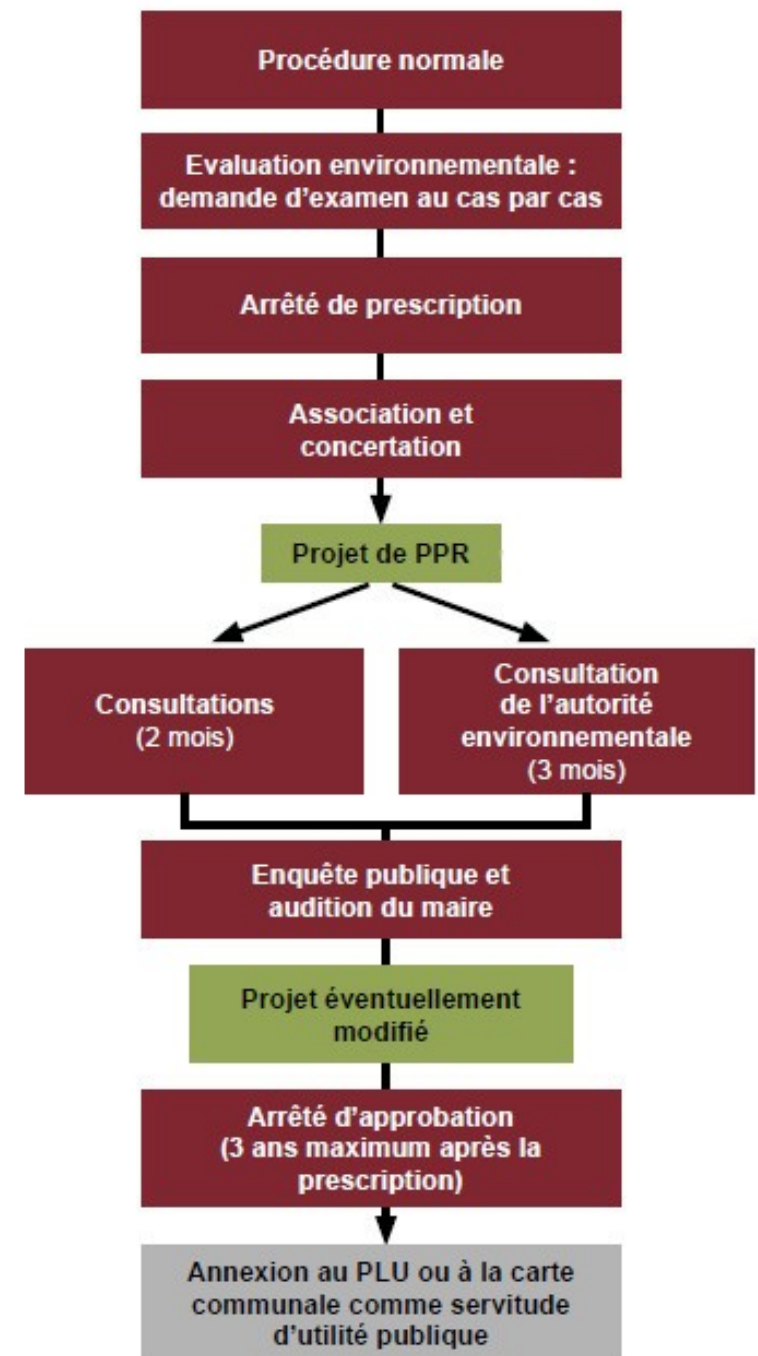 Procédure normale
Evaluation environnementale :
demande d'examen au cas par cas
Arrêté de prescription
Association et
concertation
Projet de PPR
Consultations
(2 mois)
Consultation
de l'autorité
environnementale
(3 mois)
Enquête publique et
audition du maire
Projet éventuellement
modifié
Arrêté d'approbation
(3 ans maximum après la
prescription)
Annexion au PLU ou à la carte
communale comme servitude
d'utilité publique